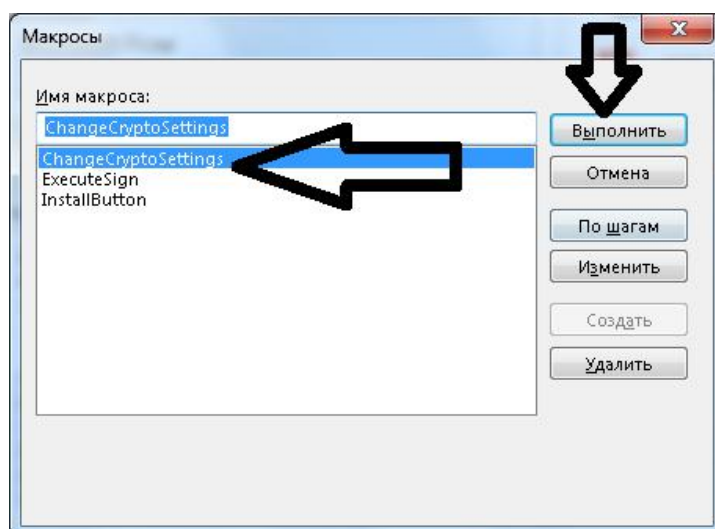 Макросы
Имя макроса:
ChangeCryptoSettings
ChangeCryptoSettings
ExecuteSign
InstallButton
Выполнить
Отмена
По шагам
Изменить
Создать
Удалить